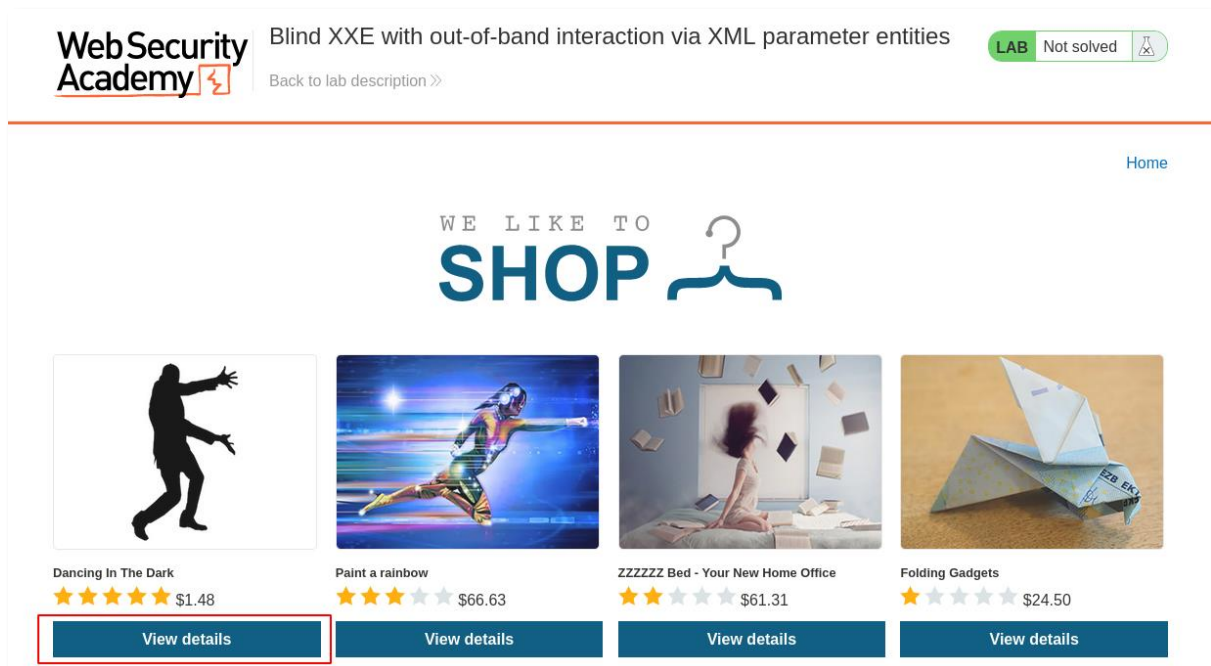 Web Security
Academy
Blind XXE with out-of-band interaction via XML parameter entities
Back to lab description
LAB Not solved
Home
WE LIKE TO
SHOP
Dancing In The Dark
Paint a rainbow
ZZZZZZ Bed - Your New Home Office
Folding Gadgets
$1.48
$66.63
$61.31
$24.50
View details
View details
View details
View details